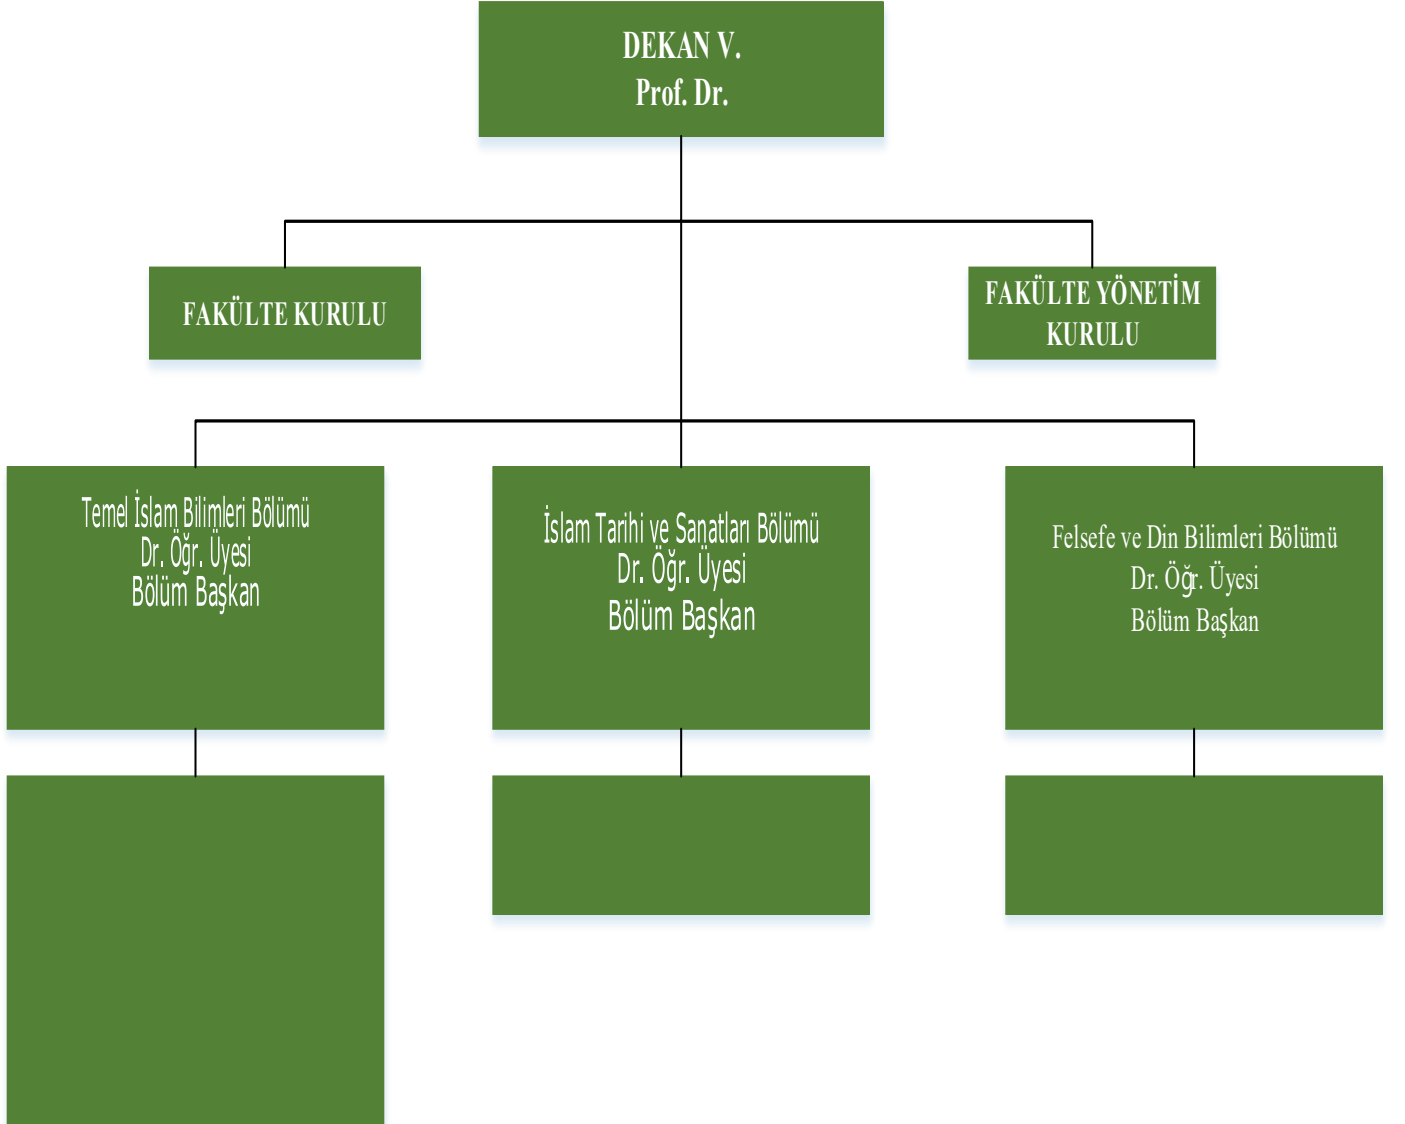 DEKAN V.
Prof. Dr.
FAKÜLTE KURULU
FAKÜLTE YÖNETİM
KURULU
Temel İslam Bilimleri Bölümü
Dr. Öğr. Üyesi
Bölüm Başkan
İslam Tarihi ve Sanatları Bölümü
Dr. Öğr. Üyesi
Bölüm Başkan
Felsefe ve Din Bilimleri Bölümü
Dr. Öğr. Üyesi
Bölüm Başkan